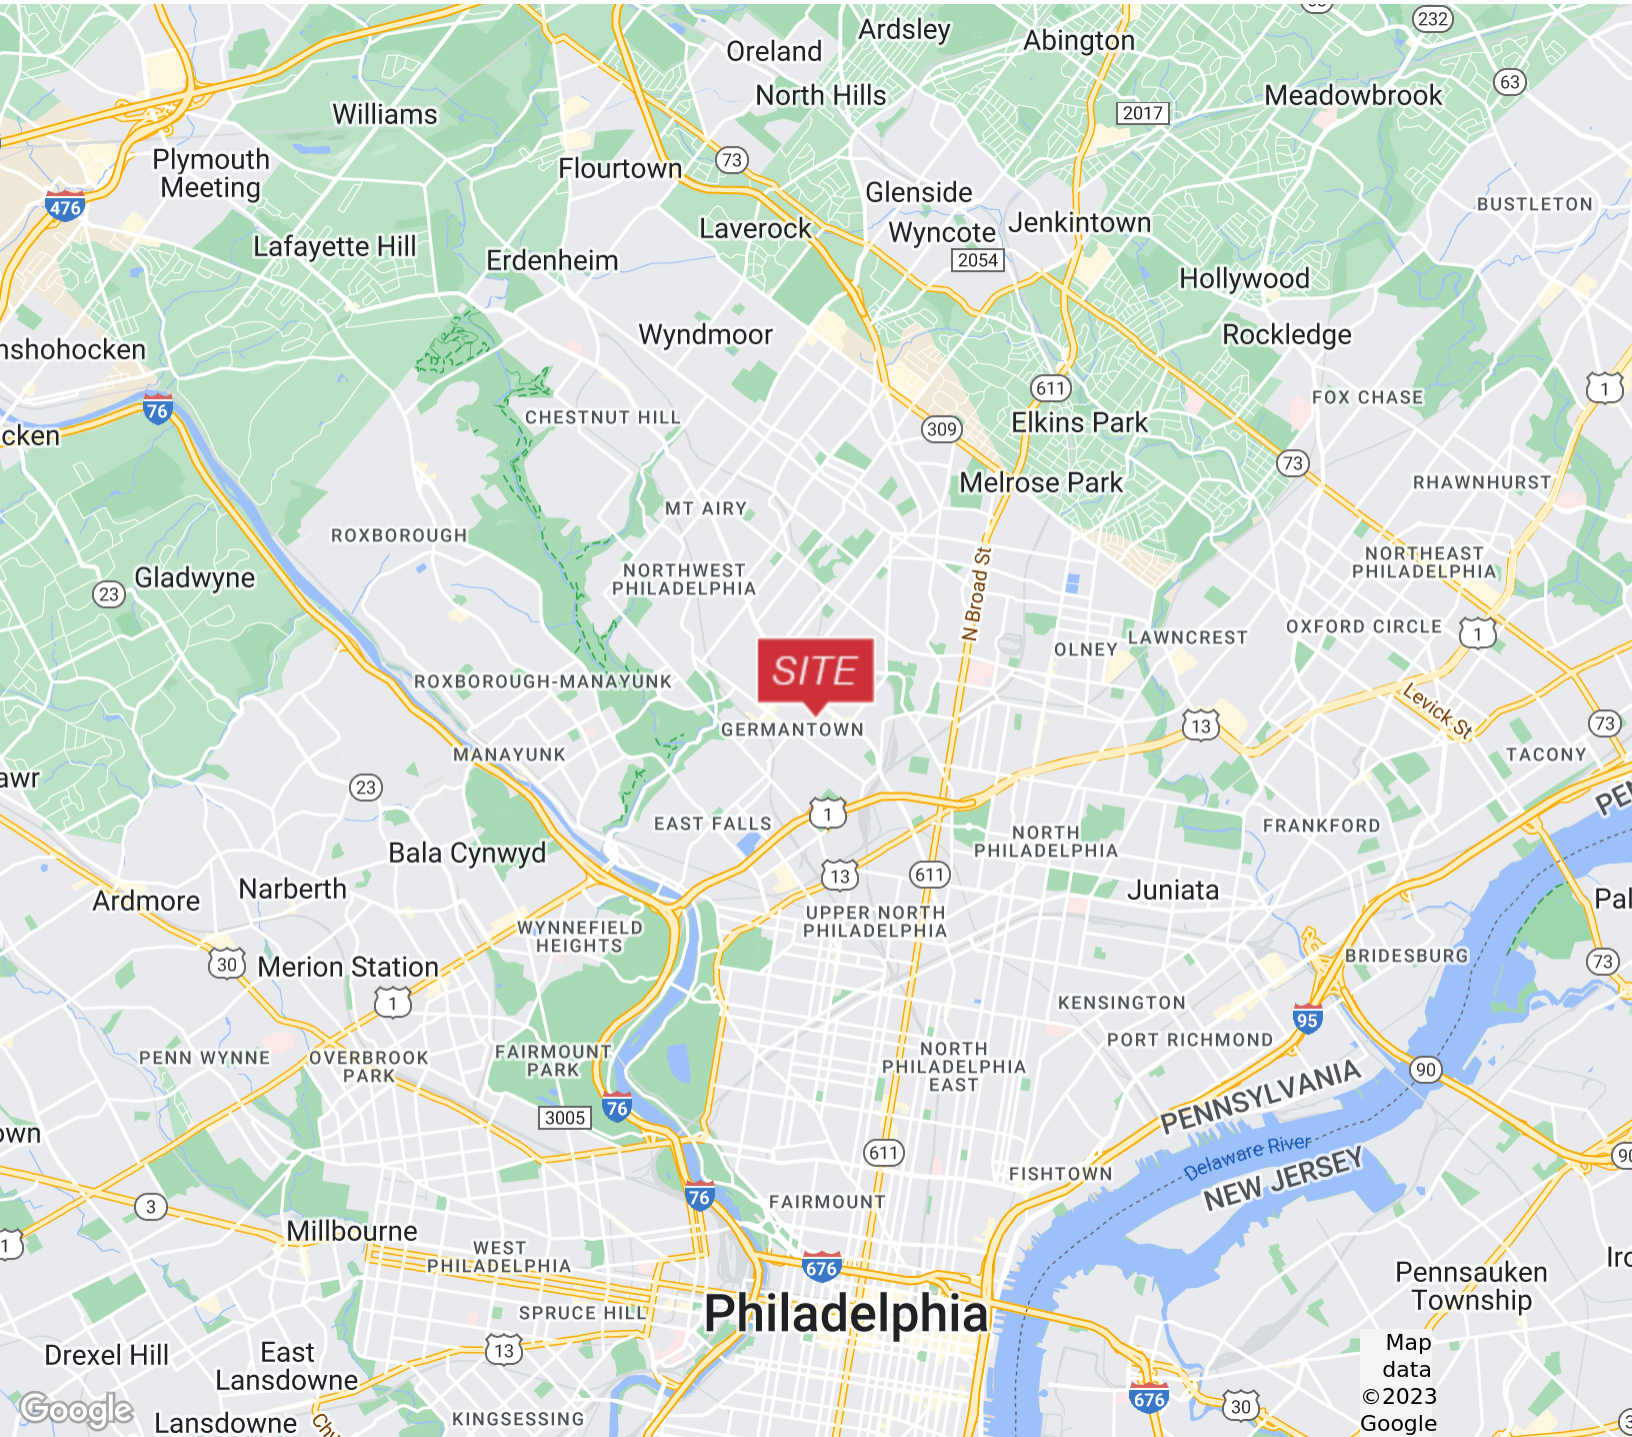 Ardsley
232
Oreland
Abington
63
North Hills
Meadowbrook
Williams
2017
Plymouth
Meeting
73
Flourtown
476
Glenside
BUSTLETON
Laverock
Wyncote
Jenkintown
Lafayette Hill
Erdenheim
2054
Hollywood
Wyndmoor
Rockledge
nshohocken
611
1
FOX CHASE
76
CHESTNUT HILL
Elkins Park
309
cken
73
Melrose Park
RHAWNHURST
MT AIRY
ROXBOROUGH
NORTHEAST
PHILADELPHIA
NORTHWEST
PHILADELPHIA
Gladwyne
23
N Broad St
OXFORD CIRCLE
1
LAWNCREST
OLNEY
SITE
ROXBOROUGH-MANAYUNK
Levick St
GERMANTOWN
13
73
MANAYUNK
TACONY
awr
23
PEN
1
EAST FALLS
FRANKFORD
NORTH
PHILADELPHIA
Bala Cynwyd
13
611
Narberth
Juniata
Ardmore
Pal
UPPER NORTH
PHILADELPHIA
WYNNEFIELD
HEIGHTS
BRIDESBURG
30
Merion Station
73
1
KENSINGTON
95
PORT RICHMOND
PENN WYNNE
OVERBROOK
PARK
FAIRMOUNT
PARK
NORTH
PHILADELPHIA
EAST
90
PENNSYLVANIA
76
3005
own
611
Delaware River
90
FISHTOWN
NEW JERSEY
76
FAIRMOUNT
3
Millbourne
1
WEST
PHILADELPHIA
Irc
676
Pennsauken
Township
SPRUCE HILL
Philadelphia
Drexel Hill
East
Lansdowne
13
Map
data
©2023
Google
676
30
Google
Lansdowne
KINGSESSING